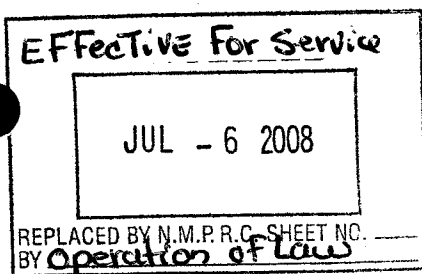 EFFecTivE For Service
JUL - 6 2008
REPLACED BY N.M.P.R.C. SHEET NO.
BY Operation of Law